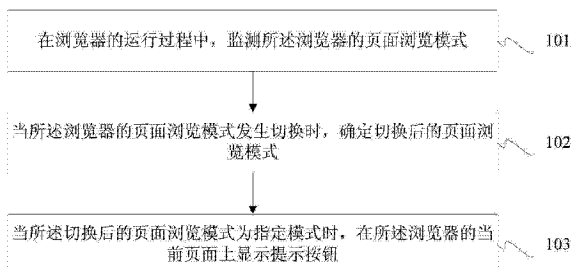 在浏览器的运行过程中，监测所述浏览器的页面浏览模式
101
当所述浏览器的页面浏览模式发生切换时，确定切换后的页面浏
览模式
102
当所述切换后的页面浏览模式为指定模式时，在所述浏览器的当
前页面上显示提示按钮
103